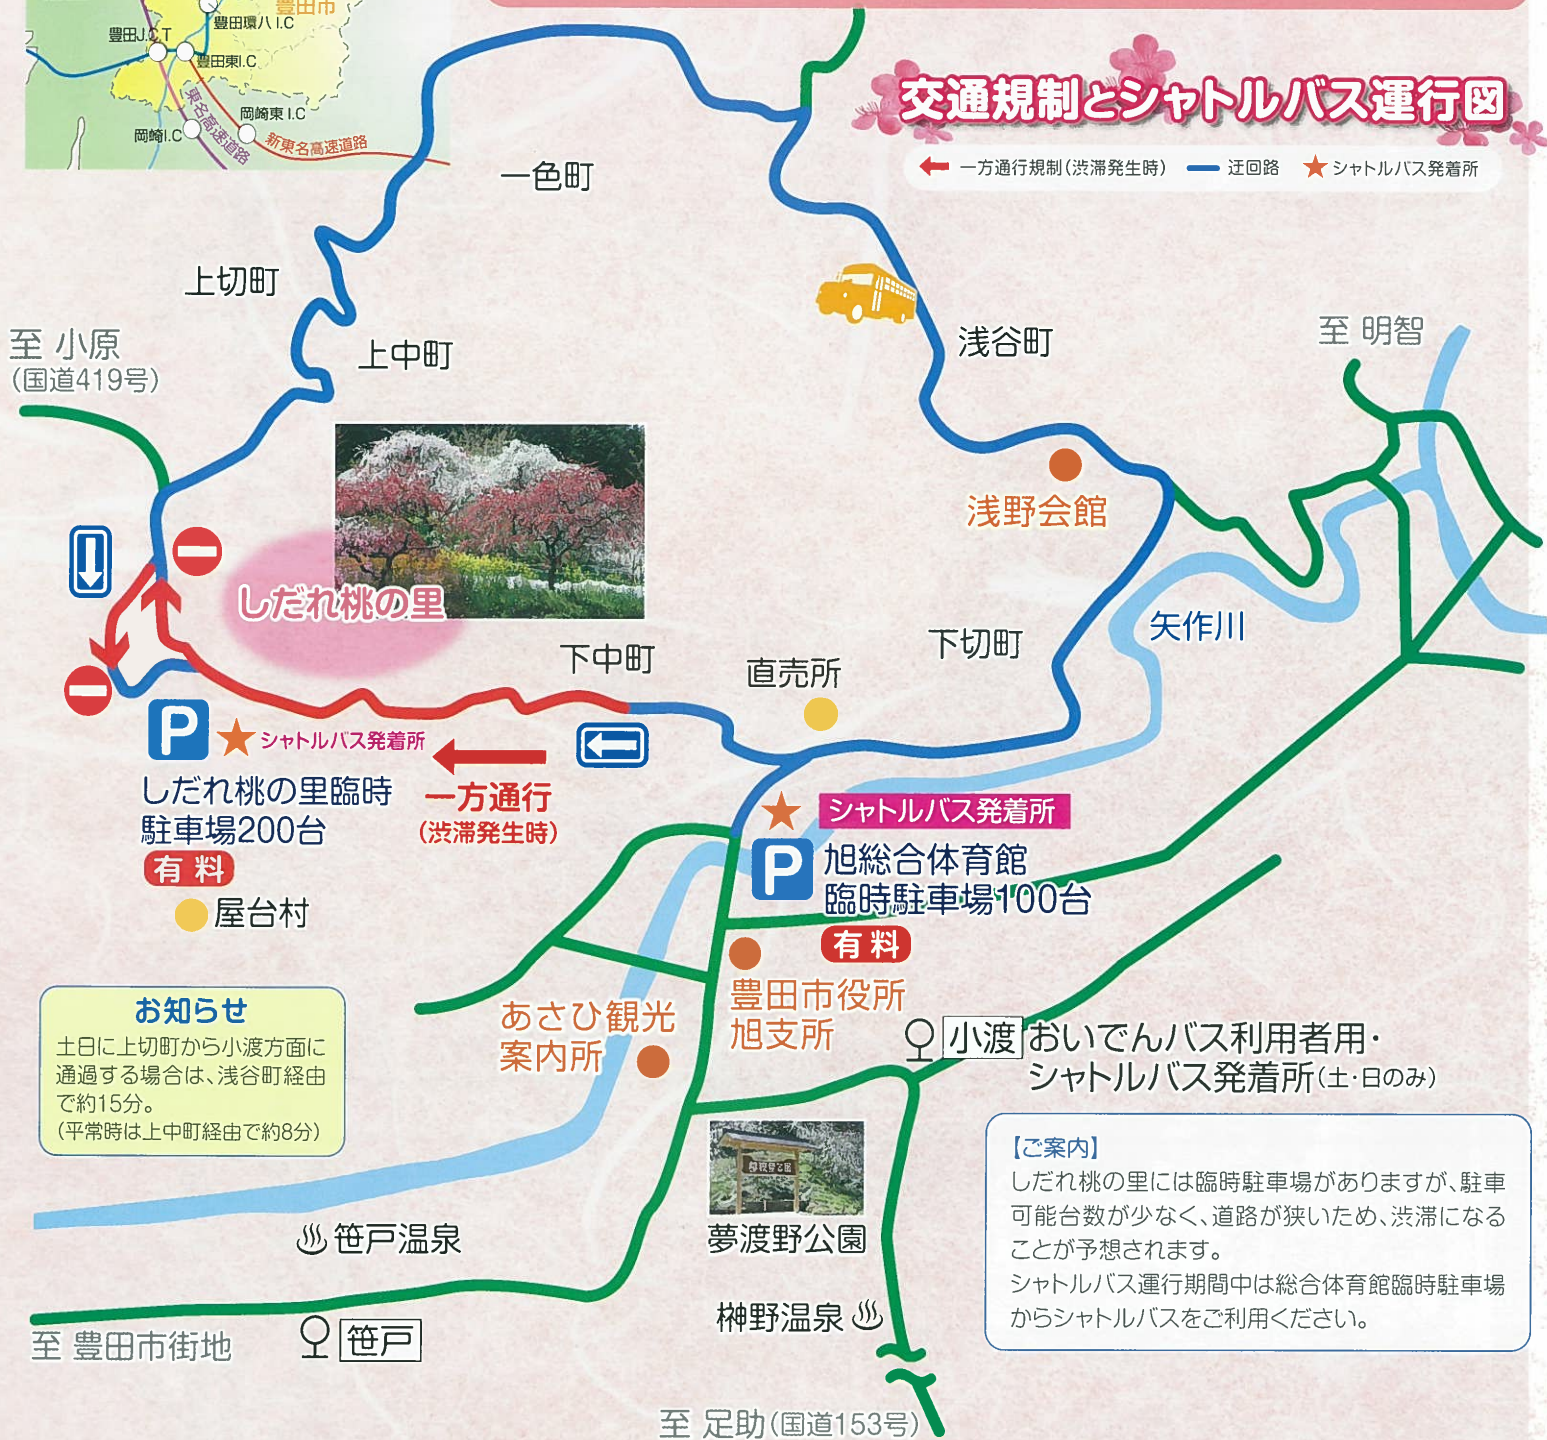 豊田市
豊田環八I.C
豊田J.C.T
豊田東I.C
岡崎東I.C
岡崎I.C
東名高速道路
新東名高速道路
交通規制とシャトルバス運行図
一方通行規制(渋滞発生時) 迂回路 シャトルバス発着所
一色町
上切町
至 小原
(国道419号)
上中町
浅谷町
至 明智
浅野会館
しだれ桃の里
下中町
直売所
下切町
矢作川
P シャトルバス発着所
しだれ桃の里臨時
駐車場200台
有料
屋台村
一方通行
(渋滞発生時)
シャトルバス発着所
P 旭総合体育館
臨時駐車場100台
有料
豊田市役所
旭支所
あさひ観光
案内所
小渡 おいでんバス利用者用・
シャトルバス発着所(土・日のみ)
お知らせ
土日に上切町から小渡方面に
通過する場合は、浅谷町経由
で約15分。
(平常時は上中町経由で約8分)
【ご案内】
しだれ桃の里には臨時駐車場がありますが、駐車
可能台数が少なく、道路が狭いため、渋滞になる
ことが予想されます。
シャトルバス運行期間中は総合体育館臨時駐車場
からシャトルバスをご利用ください。
笹戸温泉
夢渡野公園
榊野温泉
至 豊田市街地
笹戸
至 足助(国道153号)